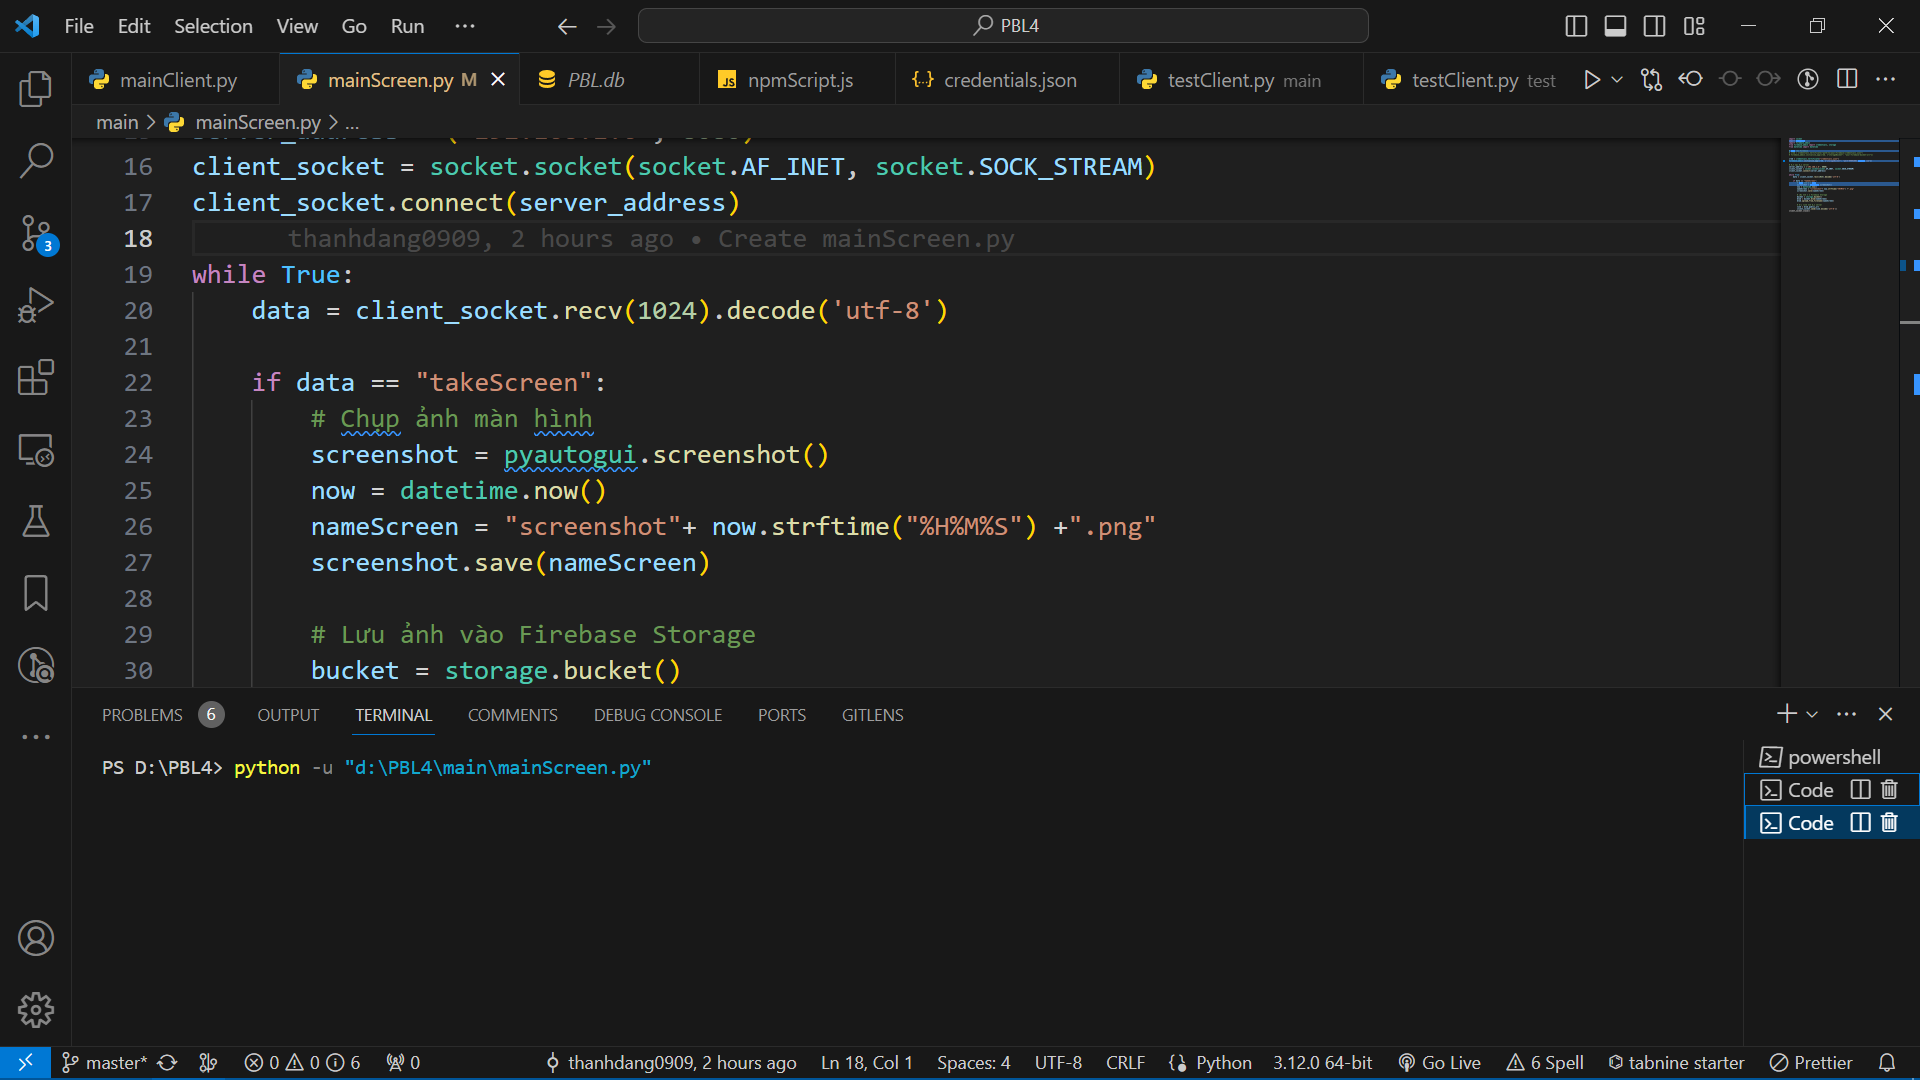 File Edit Selection View Go Run ··· PBL4
mainClient.py mainScreen.py M PBL.db JS npmScript.js {··} credentials.json testClient.py main testClient.py test
main > mainScreen.py > ...
16 client_socket = socket.socket(socket.AF_INET, socket.SOCK_STREAM)
17 client_socket.connect(server_address)
18 thanhdang0909, 2 hours ago • Create mainScreen.py
19 while True:
20 data = client_socket.recv(1024).decode('utf-8')
21
22 if data == "takeScreen":
23 # Chụp ảnh màn hình
24 screenshot = pyautogui.screenshot()
25 now = datetime.now()
26 nameScreen = "screenshot"+ now.strftime("%H%M%S") +".png"
27 screenshot.save(nameScreen)
28
29 # Lưu ảnh vào Firebase Storage
30 bucket = storage.bucket()
PROBLEMS 6 OUTPUT TERMINAL COMMENTS DEBUG CONSOLE PORTS GITLENS
PS D:\PBL4> python -u "d:\PBL4\main\mainScreen.py"
powershell
Code
Code
3
master* 0 0 6 0 thanhdang0909, 2 hours ago Ln 18, Col 1 Spaces: 4 UTF-8 CRLF Python 3.12.0 64-bit Go Live 6 Spell tabnine starter Prettier